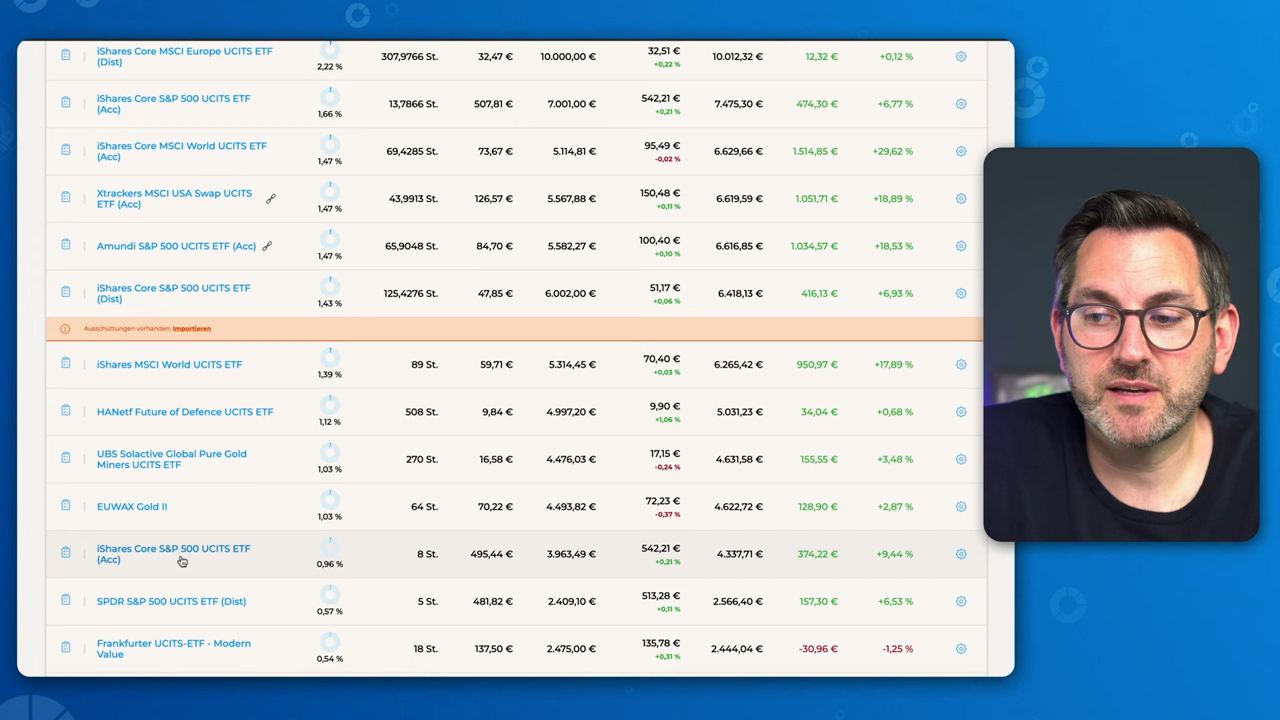 iShares Core MSCI Europe UCITS ETF (Dist) 2,22 % 307,9766 St. 32,47 € 10.000,00 € 32,51 € +0,22 % 10.012,32 € 12,32 € +0,12 %
iShares Core S&P 500 UCITS ETF (Acc) 1,66 % 13,7866 St. 507,81 € 7.001,00 € 542,21 € +0,21 % 7.475,30 € 474,30 € +6,77 %
iShares Core MSCI World UCITS ETF (Acc) 1,47 % 69,4285 St. 73,67 € 5.114,81 € 95,49 € -0,02 % 6.629,66 € 1.514,85 € +29,62 %
Xtrackers MSCI USA Swap UCITS ETF (Acc) 1,47 % 43,9913 St. 126,57 € 5.567,88 € 150,48 € +0,11 % 6.619,59 € 1.051,71 € +18,89 %
Amundi S&P 500 UCITS ETF (Acc) 1,47 % 65,9048 St. 84,70 € 5.582,27 € 100,40 € +0,10 % 6.616,85 € 1.034,57 € +18,53 %
iShares Core S&P 500 UCITS ETF (Dist) 1,43 % 125,4276 St. 47,85 € 6.002,00 € 51,17 € +0,06 % 6.418,13 € 416,13 € +6,93 %
Ausschüttungen vorhanden. Importieren
iShares MSCI World UCITS ETF 1,39 % 89 St. 59,71 € 5.314,45 € 70,40 € +0,03 % 6.265,42 € 950,97 € +17,89 %
HANetf Future of Defence UCITS ETF 1,12 % 508 St. 9,84 € 4.997,20 € 9,90 € +1,06 % 5.031,23 € 34,04 € +0,68 %
UBS Solactive Global Pure Gold Miners UCITS ETF 1,03 % 270 St. 16,58 € 4.476,03 € 17,15 € -0,24 % 4.631,58 € 155,55 € +3,48 %
EUWAX Gold II 1,03 % 64 St. 70,22 € 4.493,82 € 72,23 € -0,37 % 4.622,72 € 128,90 € +2,87 %
iShares Core S&P 500 UCITS ETF (Acc) 0,96 % 8 St. 495,44 € 3.963,49 € 542,21 € +0,21 % 4.337,71 € 374,22 € +9,44 %
SPDR S&P 500 UCITS ETF (Dist) 0,57 % 5 St. 481,82 € 2.409,10 € 513,28 € +0,11 % 2.566,40 € 157,30 € +6,53 %
Frankfurter UCITS-ETF - Modern Value 0,54 % 18 St. 137,50 € 2.475,00 € 135,78 € +0,31 % 2.444,04 € -30,96 € -1,25 %